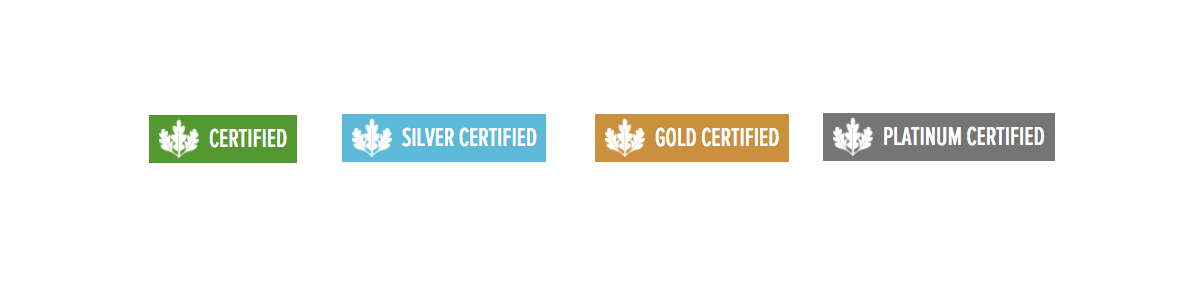 CERTIFIED
SILVER CERTIFIED
GOLD CERTIFIED
PLATINUM CERTIFIED